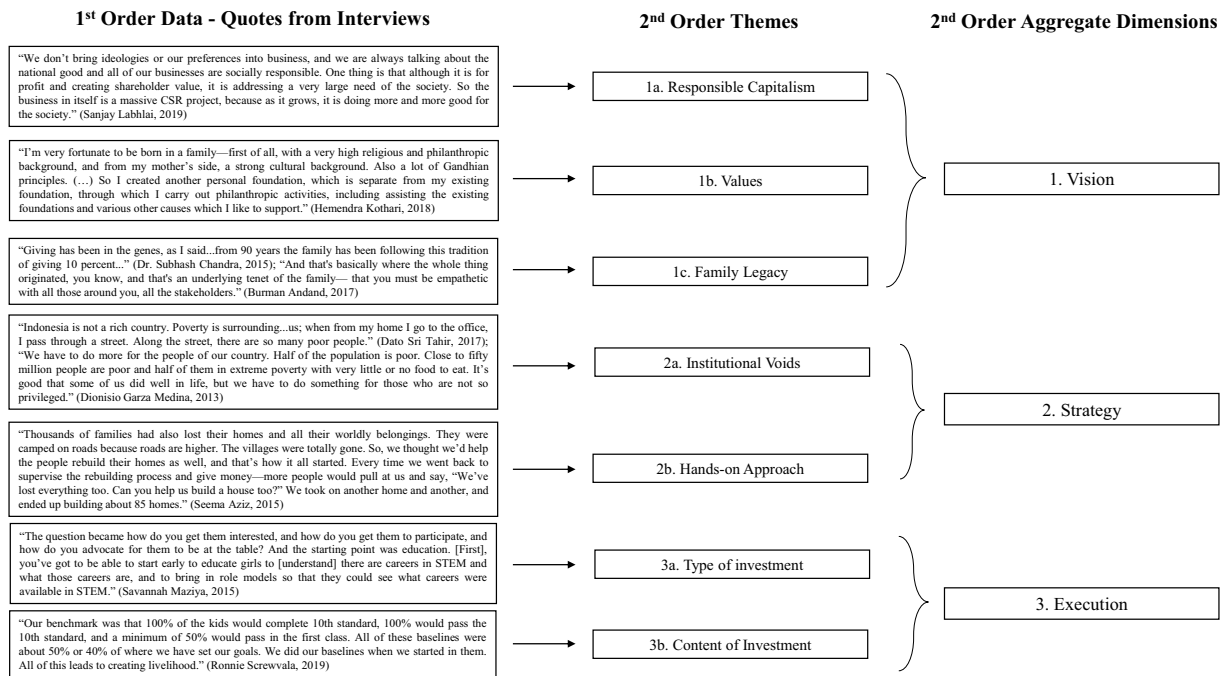 1st Order Data - Quotes from Interviews
2nd Order Themes
2nd Order Aggregate Dimensions
“We don’t bring ideologies or our preferences into business, and we are always talking about the
national good and all of our businesses are socially responsible. One thing is that although it is for
profit and creating shareholder value, it is addressing a very large need of the society. So the
business in itself is a massive CSR project, because as it grows, it is doing more and more good for
the society.” (Sanjay Labhlai, 2019)
1a. Responsible Capitalism
“I’m very fortunate to be born in a family—first of all, with a very high religious and philanthropic
background, and from my mother’s side, a strong cultural background. Also a lot of Gandhian
principles. (…) So I created another personal foundation, which is separate from my existing
foundation, through which I carry out philanthropic activities, including assisting the existing
foundations and various other causes which I like to support.” (Hemendra Kothari, 2018)
1b. Values
1. Vision
“Giving has been in the genes, as I said...from 90 years the family has been following this tradition
of giving 10 percent...” (Dr. Subhash Chandra, 2015); “And that's basically where the whole thing
originated, you know, and that's an underlying tenet of the family— that you must be empathetic
with all those around you, all the stakeholders.” (Burman Andand, 2017)
1c. Family Legacy
“Indonesia is not a rich country. Poverty is surrounding...us; when from my home I go to the office,
I pass through a street. Along the street, there are so many poor people.” (Dato Sri Tahir, 2017);
“We have to do more for the people of our country. Half of the population is poor. Close to fifty
million people are poor and half of them in extreme poverty with very little or no food to eat. It’s
good that some of us did well in life, but we have to do something for those who are not so
privileged.” (Dionisio Garza Medina, 2013)
2a. Institutional Voids
2. Strategy
“Thousands of families had also lost their homes and all their worldly belongings. They were
camped on roads because roads are higher. The villages were totally gone. So, we thought we’d help
the people rebuild their homes as well, and that’s how it all started. Every time we went back to
supervise the rebuilding process and give money—more people would pull at us and say, “We’ve
lost everything too. Can you help us build a house too?” We took on another home and another, and
ended up building about 85 homes.” (Seema Aziz, 2015)
2b. Hands-on Approach
“The question became how do you get them interested, and how do you get them to participate, and
how do you advocate for them to be at the table? And the starting point was education. [First],
you’ve got to be able to start early to educate girls to [understand] there are careers in STEM and
what those careers are, and to bring in role models so that they could see what careers were
available in STEM.” (Savannah Maziya, 2015)
3a. Type of investment
3. Execution
“Our benchmark was that 100% of the kids would complete 10th standard, 100% would pass the
10th standard, and a minimum of 50% would pass in the first class. All of these baselines were
about 50% or 40% of where we have set our goals. We did our baselines when we started in them.
All of this leads to creating livelihood.” (Ronnie Screwvala, 2019)
3b. Content of Investment